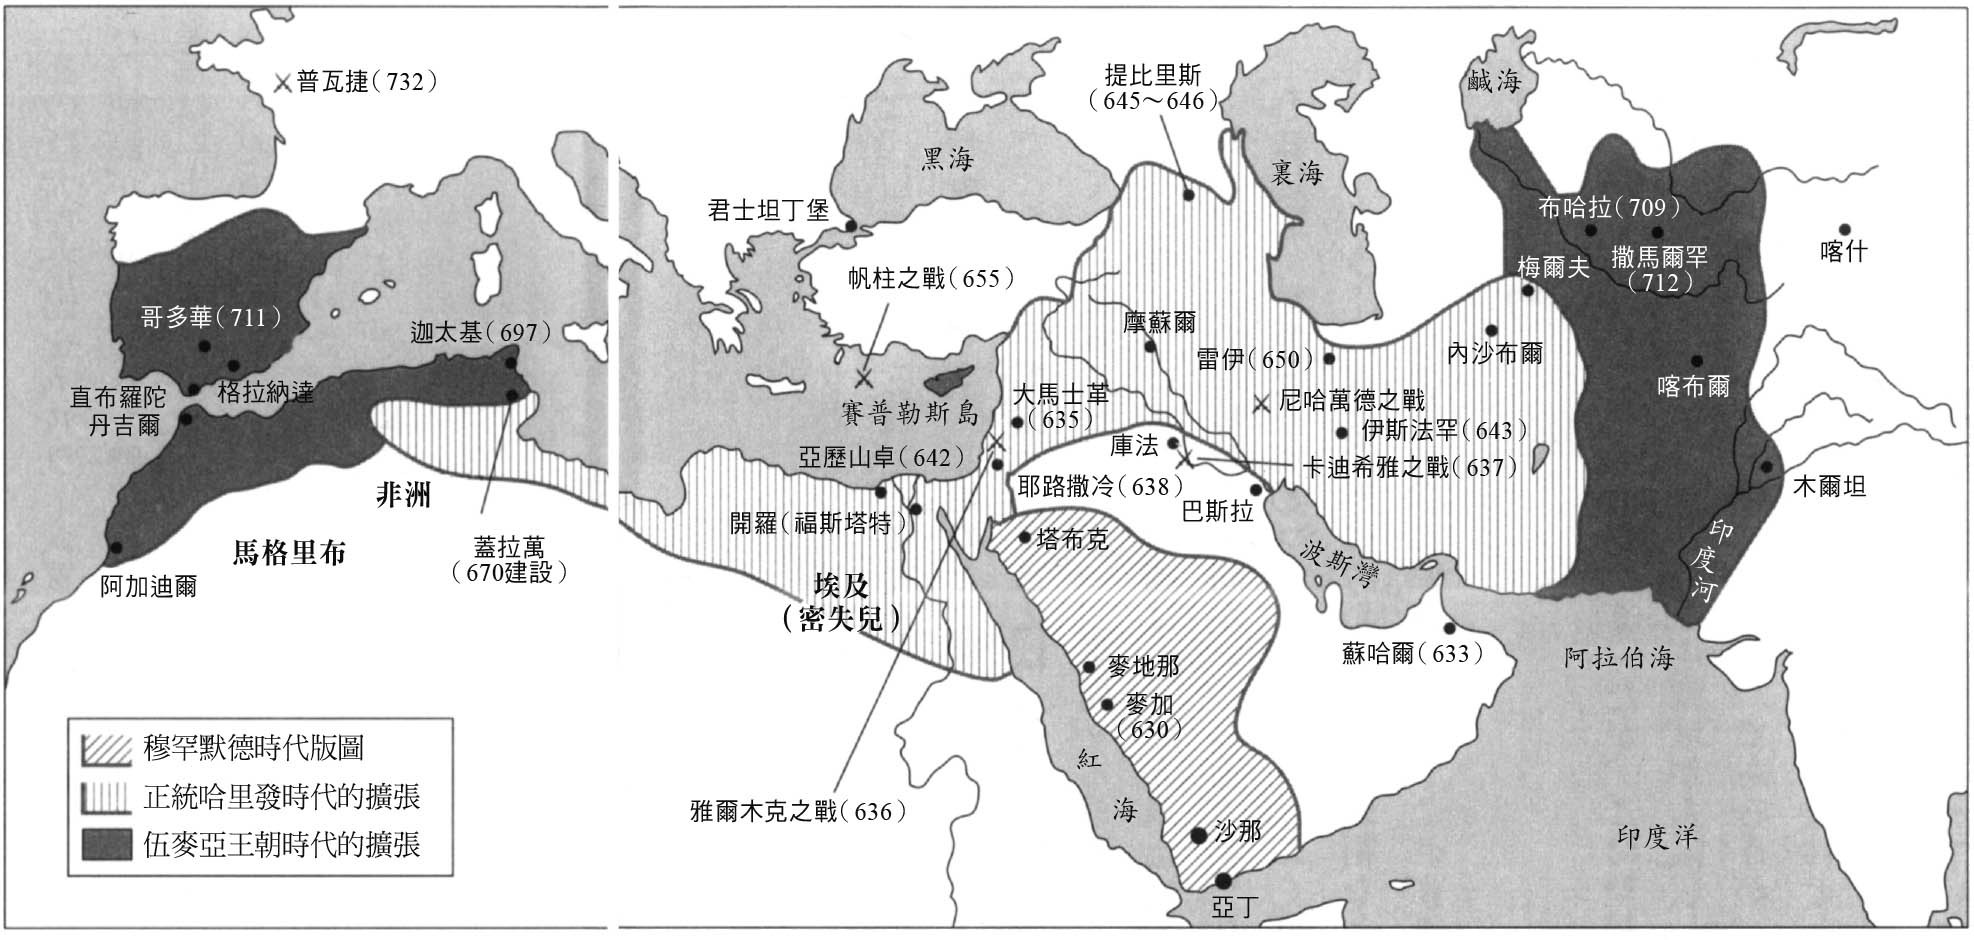 普瓦捷（732）
提比里斯
（645～646）
鹹海
黑海
裏海
君士坦丁堡
布哈拉（709）
撒馬爾罕
（712）
喀什
帆柱之戰（655）
梅爾夫
哥多華（711）
迦太基（697）
摩蘇爾
雷伊（650）
內沙布爾
喀布爾
直布羅陀
格拉納達
丹吉爾
大馬士革
（635）
尼哈萬德之戰
賽普勒斯島
伊斯法罕（643）
庫法
亞歷山卓（642）
卡迪希雅之戰（637）
耶路撒冷（638）
木爾坦
非洲
巴斯拉
開羅（福斯塔特）
塔布克
印度河
馬格里布
蓋拉萬
（670建設）
波斯灣
阿加迪爾
埃及
（密失兒）
蘇哈爾（633）
阿拉伯海
麥地那
麥加
（630）
紅海
雅爾木克之戰（636）
沙那
印度洋
亞丁
穆罕默德時代版圖
正統哈里發時代的擴張
伍麥亞王朝時代的擴張